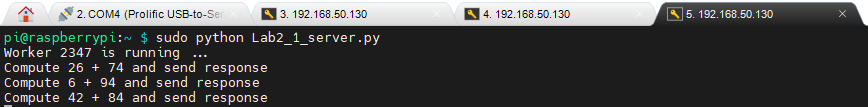 2. COM4 (Prolific USB-to-Ser
3. 192.168.50.130
4. 192.168.50.130
5. 192.168.50.130
pi@raspberrypi:~ $ sudo python Lab2_1_server.py
Worker 2347 is running ...
Compute 26 + 74 and send response
Compute 6 + 94 and send response
Compute 42 + 84 and send response